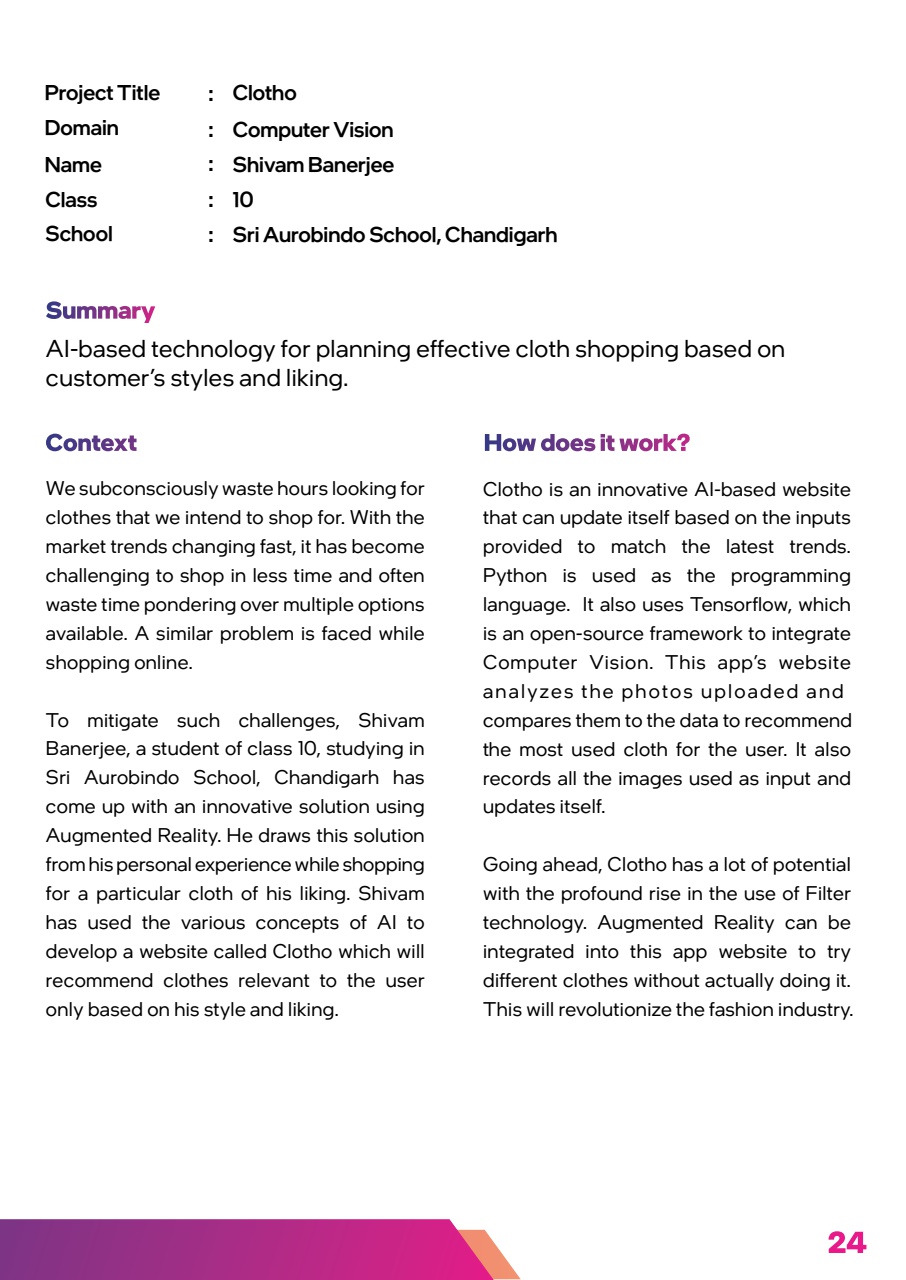 Project Title : Clotho
Domain : Computer Vision
Name : Shivam Banerjee
Class : 10
School : Sri Aurobindo School, Chandigarh
Summary
AI-based technology for planning effective cloth shopping based on
customer’s styles and liking.
Context
We subconsciously waste hours looking for
clothes that we intend to shop for. With the
market trends changing fast, it has become
challenging to shop in less time and often
waste time pondering over multiple options
available. A similar problem is faced while
shopping online.
To mitigate such challenges, Shivam
Banerjee, a student of class 10, studying in
Sri Aurobindo School, Chandigarh has
come up with an innovative solution using
Augmented Reality. He draws this solution
from his personal experience while shopping
for a particular cloth of his liking. Shivam
has used the various concepts of AI to
develop a website called Clotho which will
recommend clothes relevant to the user
only based on his style and liking.
How does it work?
Clotho is an innovative AI-based website
that can update itself based on the inputs
provided to match the latest trends.
Python is used as the programming
language. It also uses Tensorflow, which
is an open-source framework to integrate
Computer Vision. This app’s website
analyzes the photos uploaded and
compares them to the data to recommend
the most used cloth for the user. It also
records all the images used as input and
updates itself.
Going ahead, Clotho has a lot of potential
with the profound rise in the use of Filter
technology. Augmented Reality can be
integrated into this app website to try
different clothes without actually doing it.
This will revolutionize the fashion industry.
24